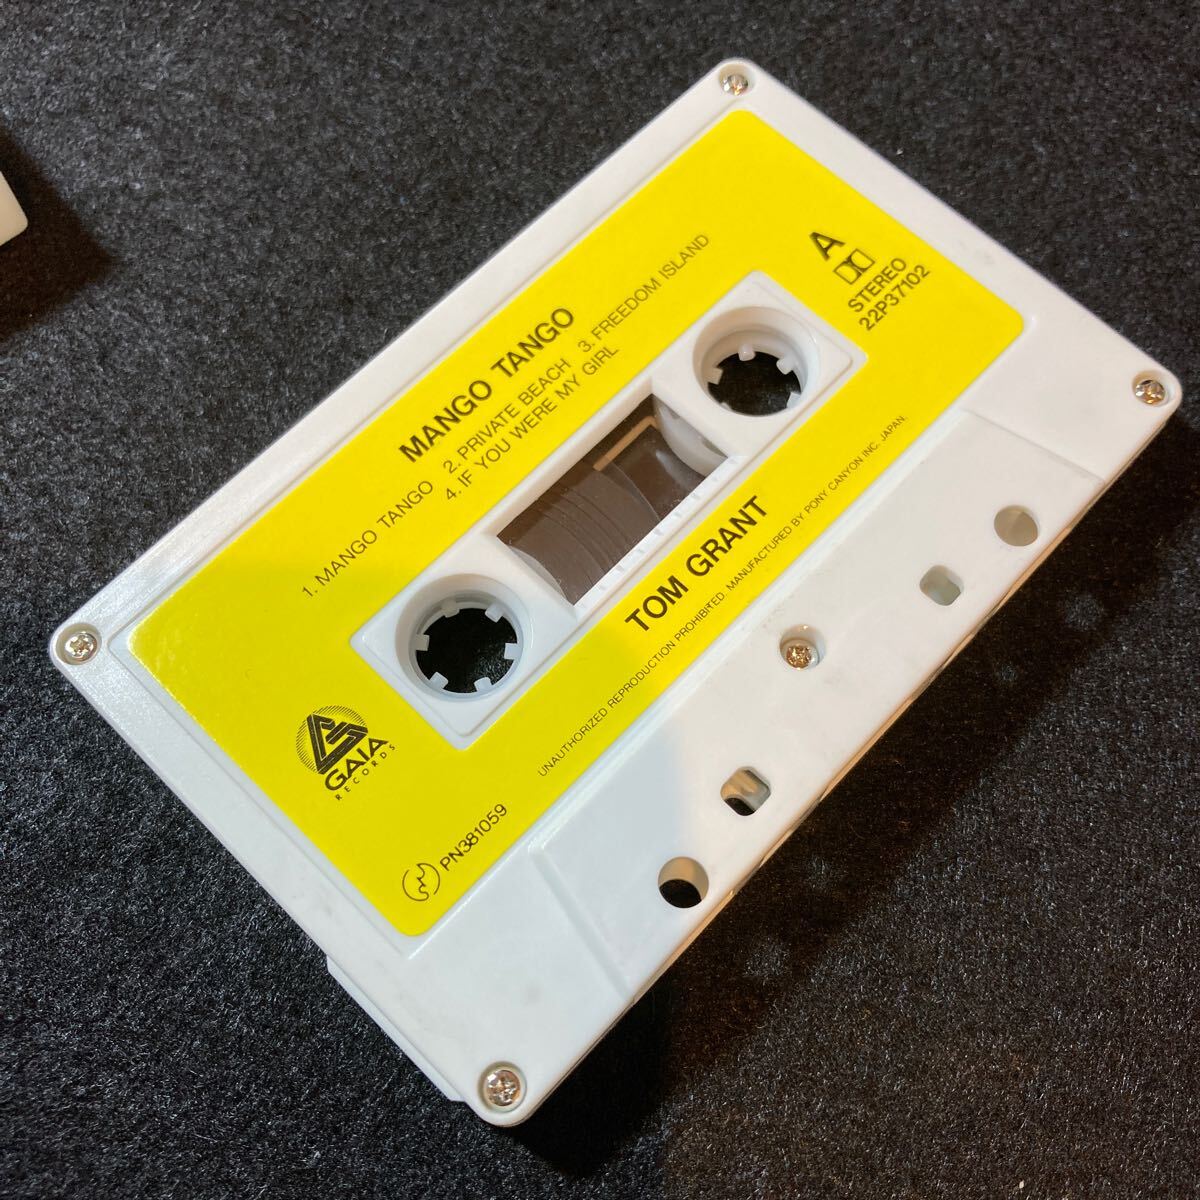 A
STEREO
22P37102
MANGO TANGO
1. MANGO TANGO 2. PRIVATE BEACH 3. FREEDOM ISLAND
4. IF YOU WERE MY GIRL
TOM GRANT
UNAUTHORIZED REPRODUCTION PROHIBITED. MANUFACTURED BY PONY CANYON INC. JAPAN.
GAIA
RECORDS
PN381059